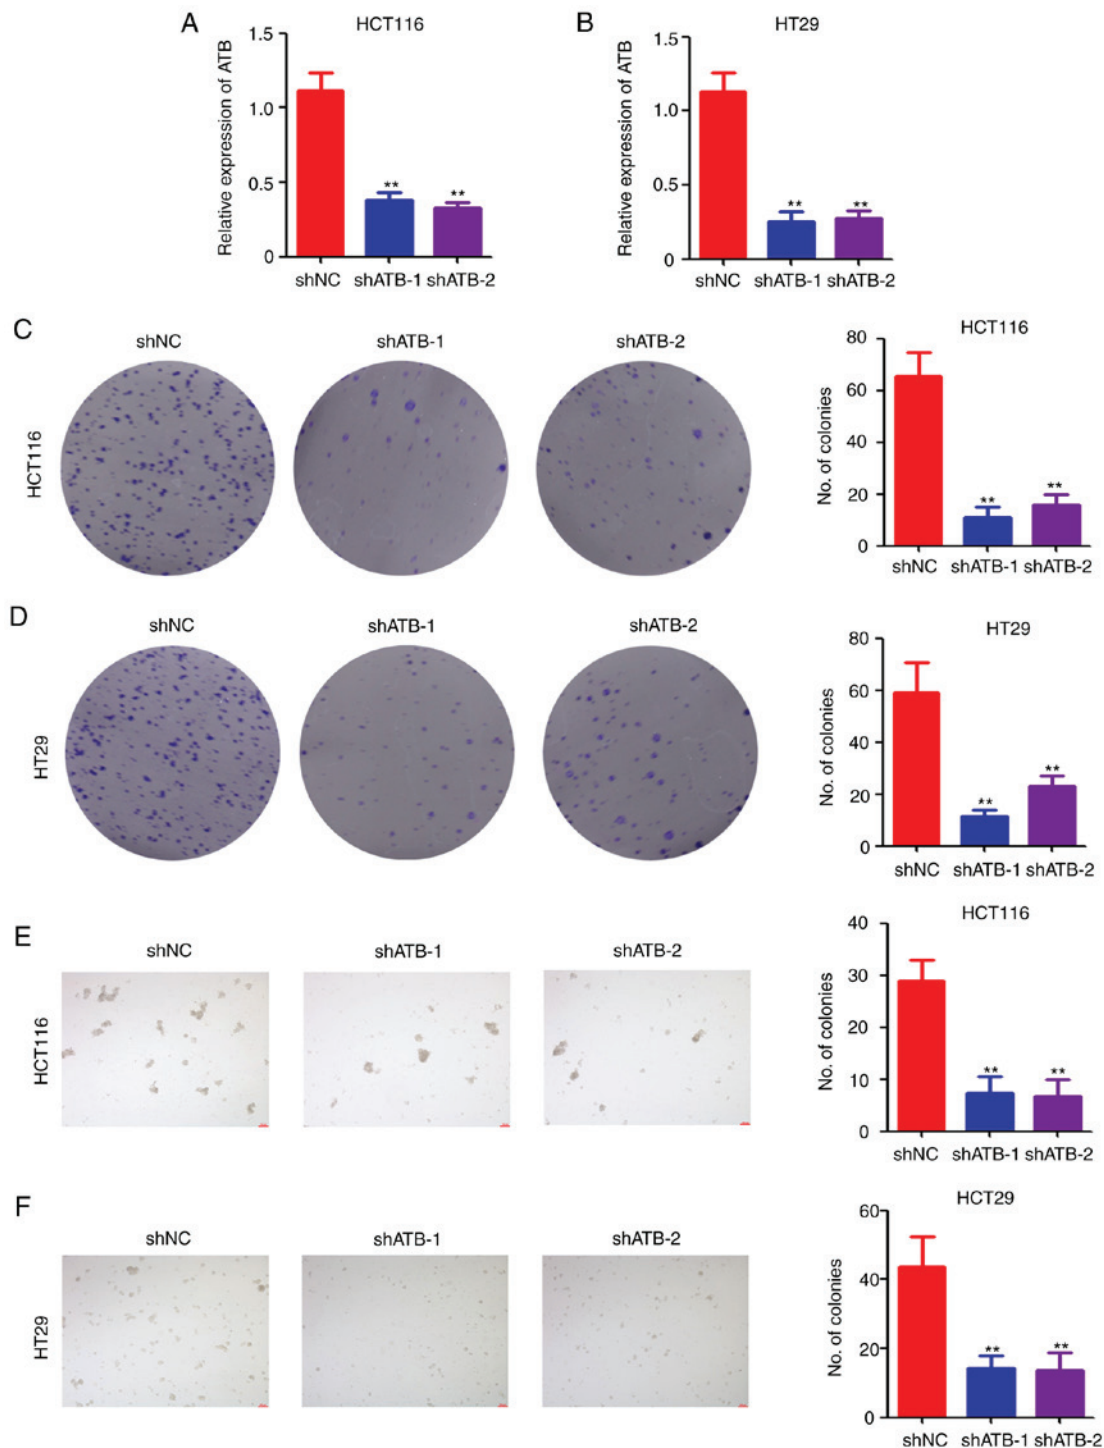 A
HCT116
Relative expression of ATB
1.5
1.0
0.5
0
**
**
shNC shATB-1 shATB-2
B
HT29
Relative expression of ATB
1.5
1.0
0.5
0
**
**
shNC shATB-1 shATB-2
C
shNC shATB-1 shATB-2
HCT116
HCT116
No. of colonies
80
60
40
20
0
**
**
shNC shATB-1 shATB-2
D
shNC shATB-1 shATB-2
HT29
HT29
No. of colonies
80
60
40
20
0
**
**
shNC shATB-1 shATB-2
E
shNC shATB-1 shATB-2
HCT116
HCT116
No. of colonies
40
30
20
10
0
**
**
shNC shATB-1 shATB-2
F
shNC shATB-1 shATB-2
HT29
HCT29
No. of colonies
60
40
20
0
**
**
shNC shATB-1 shATB-2